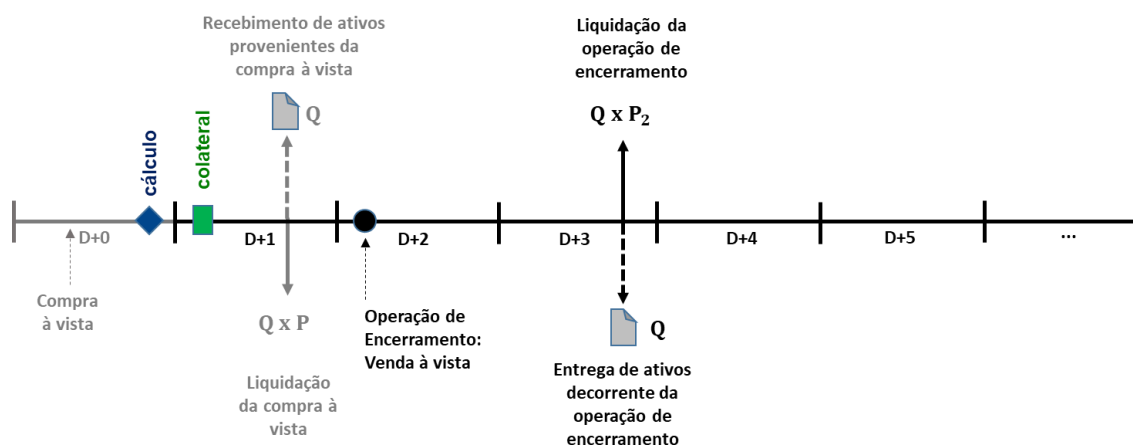 Recebimento de ativos
provenientes da
compra à vista
Q
Liquidação da
operação de
encerramento
Q x P₂
cálculo
colateral
D+0
D+1
D+2
D+3
D+4
D+5
...
Compra
à vista
Q x P
Liquidação
da compra à
vista
Operação de
Encerramento:
Venda à vista
Q
Entrega de ativos
decorrente da
operação de
encerramento